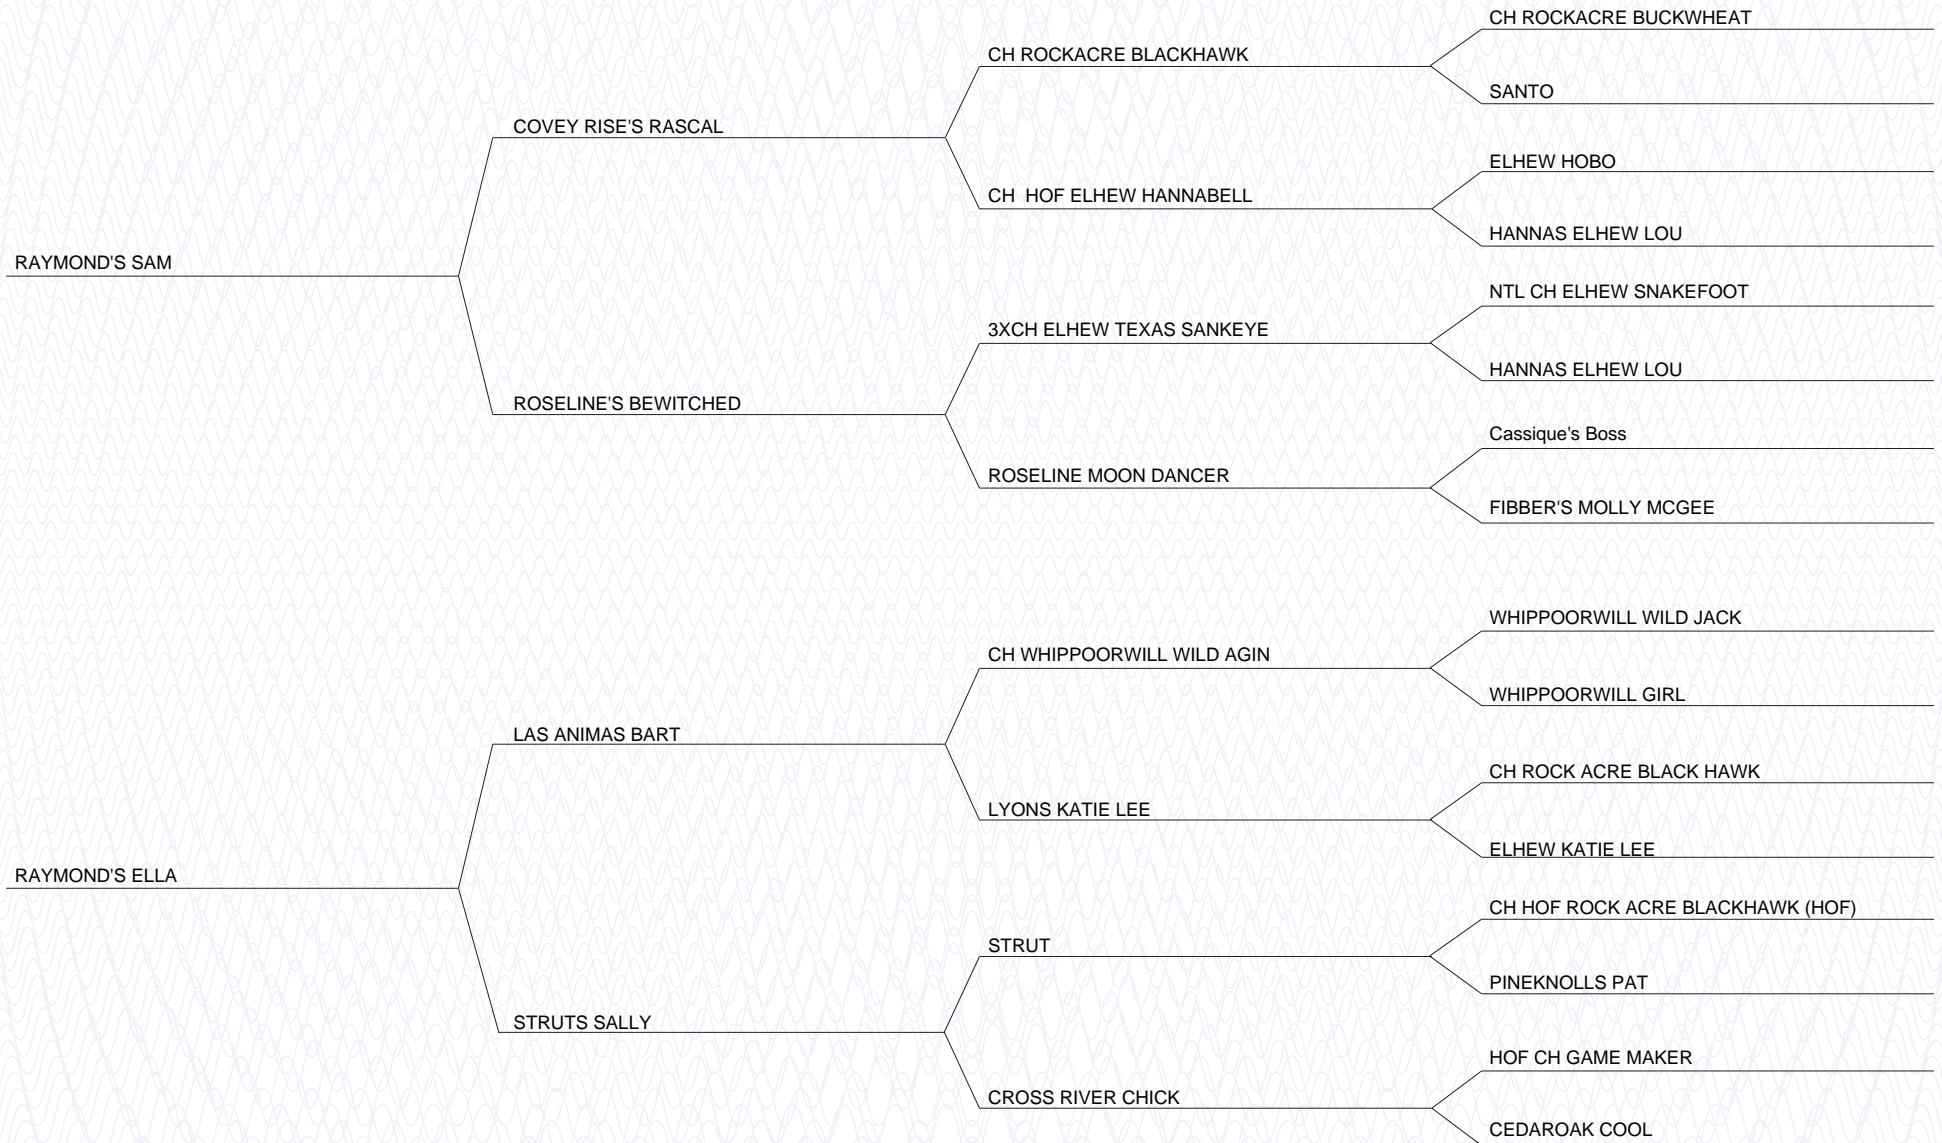 CH ROCKACRE BUCKWHEAT
CH ROCKACRE BLACKHAWK
SANTO
COVEY RISE'S RASCAL
ELHEW HOBO
CH  HOF ELHEW HANNABELL
HANNAS ELHEW LOU
RAYMOND'S SAM
NTL CH ELHEW SNAKEFOOT
3XCH ELHEW TEXAS SANKEYE
HANNAS ELHEW LOU
ROSELINE'S BEWITCHED
Cassique's Boss
ROSELINE MOON DANCER
FIBBER'S MOLLY MCGEE
WHIPPOORWILL WILD JACK
CH WHIPPOORWILL WILD AGIN
WHIPPOORWILL GIRL
LAS ANIMAS BART
CH ROCK ACRE BLACK HAWK
LYONS KATIE LEE
ELHEW KATIE LEE
RAYMOND'S ELLA
CH HOF ROCK ACRE BLACKHAWK (HOF)
STRUT
PINEKNOLLS PAT
STRUTS SALLY
HOF CH GAME MAKER
CROSS RIVER CHICK
CEDAROAK COOL